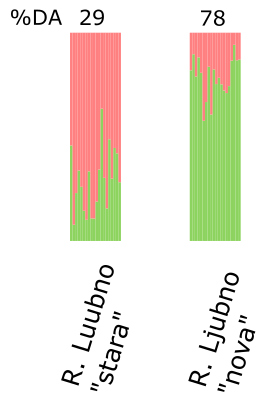 %DA 29 78
R. Luubno
"stara"
R. Ljubno
"nova"